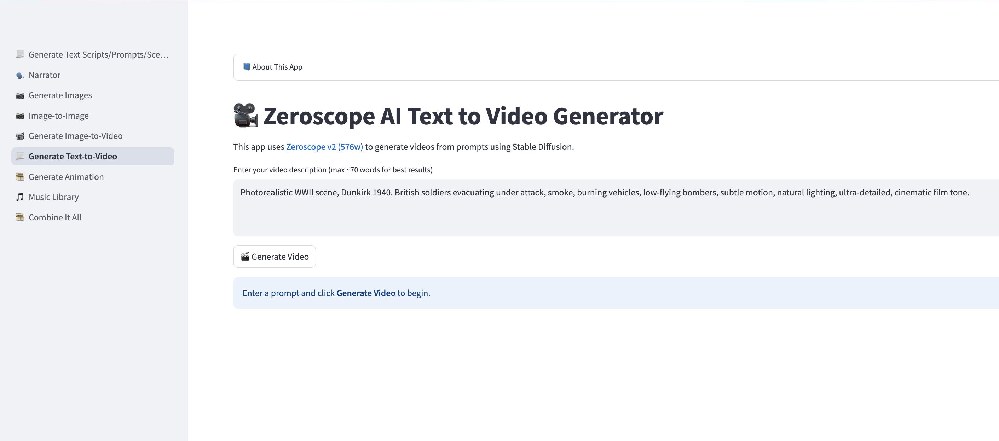 Generate Text Scripts/Prompts/Sce...
Narrator
Generate Images
Image-to-Image
Generate Image-to-Video
Generate Text-to-Video
Generate Animation
Music Library
Combine It All
About This App
Zeroscope AI Text to Video Generator
This app uses Zeroscope v2 (576w) to generate videos from prompts using Stable Diffusion.
Enter your video description (max ~70 words for best results)
Photorealistic WWII scene, Dunkirk 1940. British soldiers evacuating under attack, smoke, burning vehicles, low-flying bombers, subtle motion, natural lighting, ultra-detailed, cinematic film tone.
Generate Video
Enter a prompt and click Generate Video to begin.